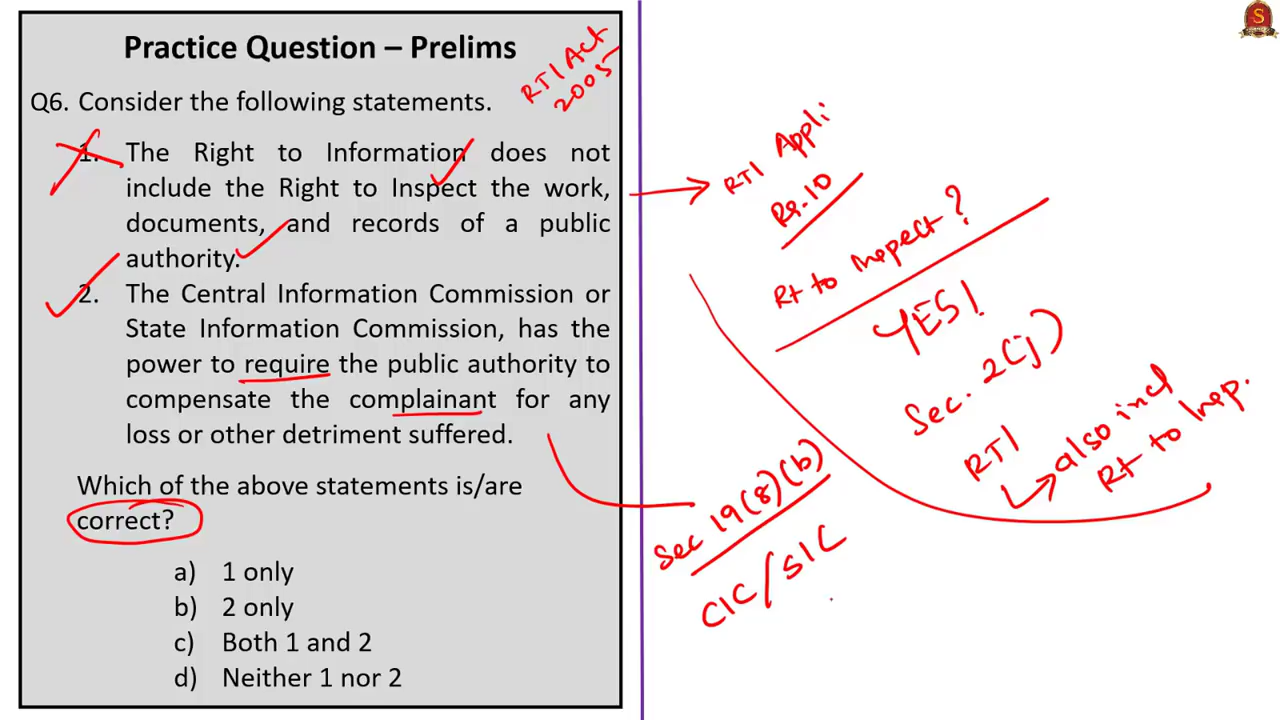 Practice Question – Prelims
RTI Act
2005
Q6. Consider the following statements.
1. The Right to Information does not
include the Right to Inspect the work,
documents, and records of a public
authority.
2. The Central Information Commission or
State Information Commission, has the
power to require the public authority to
compensate the complainant for any
loss or other detriment suffered.
Which of the above statements is/are
correct?
a) 1 only
b) 2 only
c) Both 1 and 2
d) Neither 1 nor 2
RTI Appli
Rs.10
Rt to Inspect?
YES!
Sec. 2(j)
RTI
also incl
Rt to Insp.
Sec 19(8)(b)
CIC/SIC
S